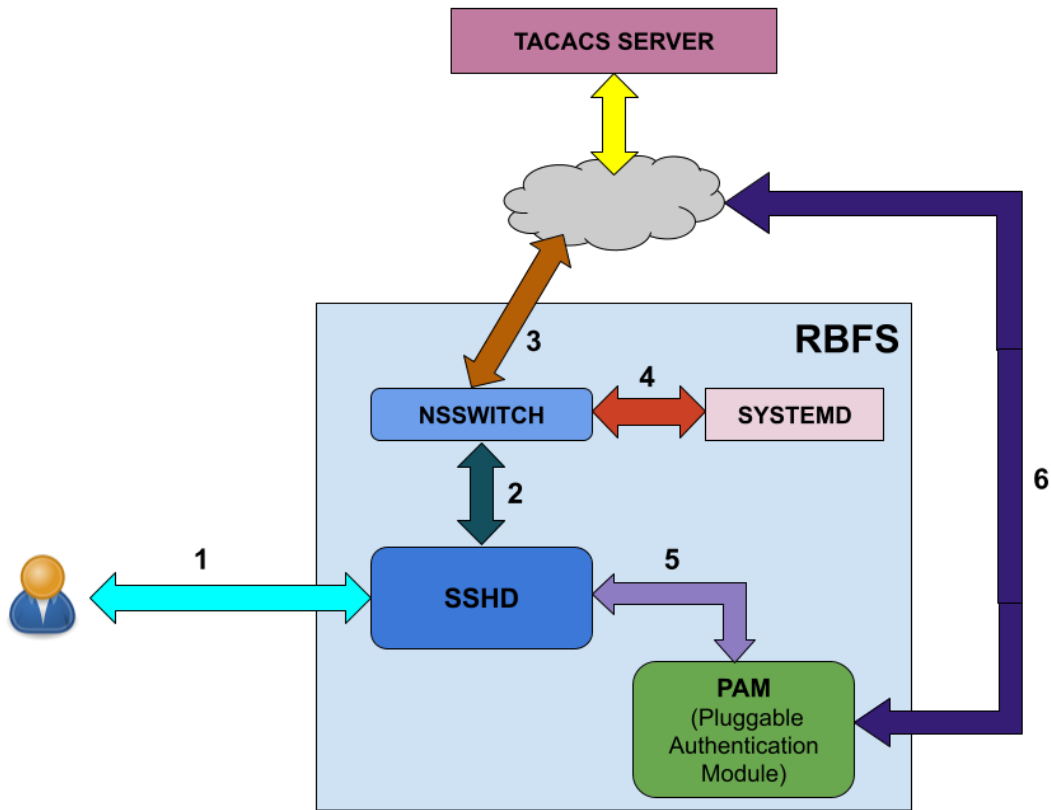 TACACS SERVER
RBFS
3
4
NSSWITCH
SYSTEMD
2
6
1
5
SSHD
PAM
(Pluggable
Authentication
Module)